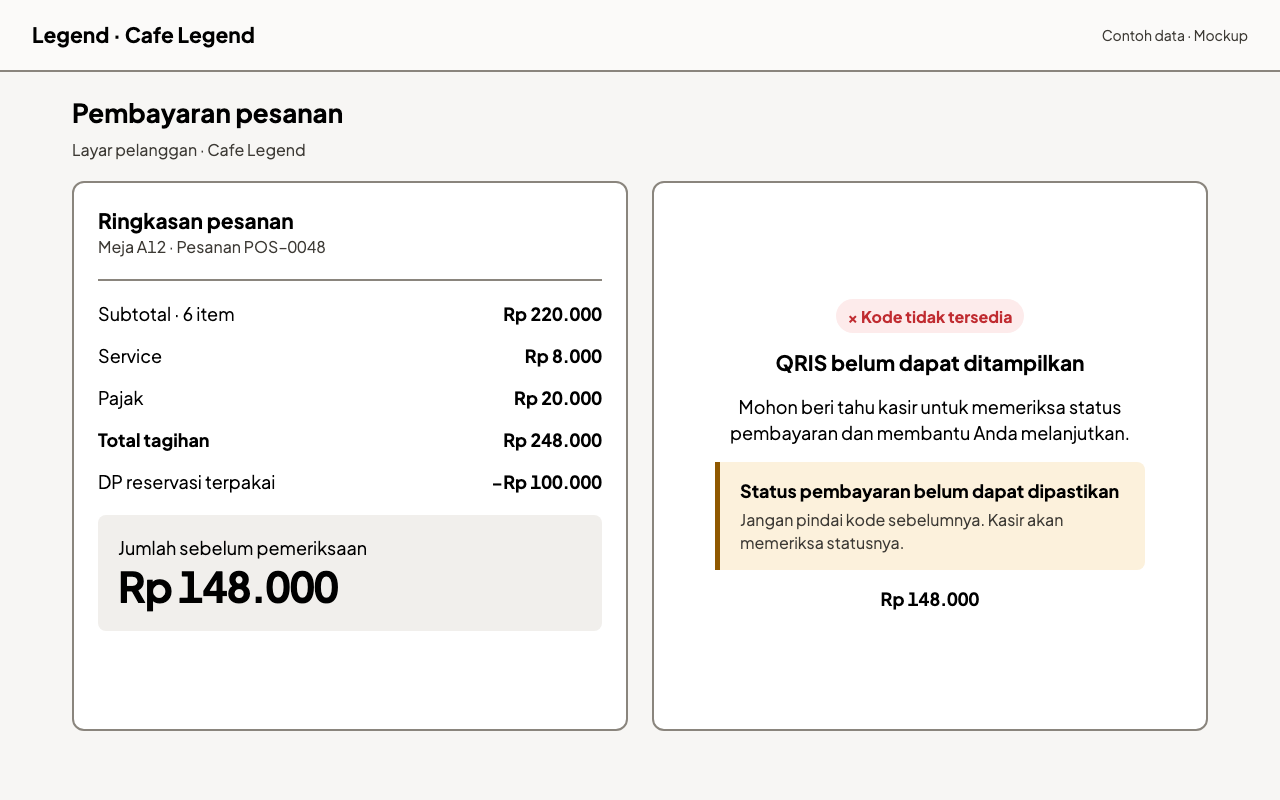 Legend · Cafe Legend
Contoh data · Mockup
Pembayaran pesanan
Layar pelanggan · Cafe Legend
Ringkasan pesanan
Meja A12 · Pesanan POS-0048
Subtotal · 6 item Rp 220.000
Service Rp 8.000
Pajak Rp 20.000
Total tagihan Rp 248.000
DP reservasi terpakai −Rp 100.000
Jumlah sebelum pemeriksaan
Rp 148.000
× Kode tidak tersedia
QRIS belum dapat ditampilkan
Mohon beri tahu kasir untuk memeriksa status
pembayaran dan membantu Anda melanjutkan.
Status pembayaran belum dapat dipastikan
Jangan pindai kode sebelumnya. Kasir akan
memeriksa statusnya.
Rp 148.000